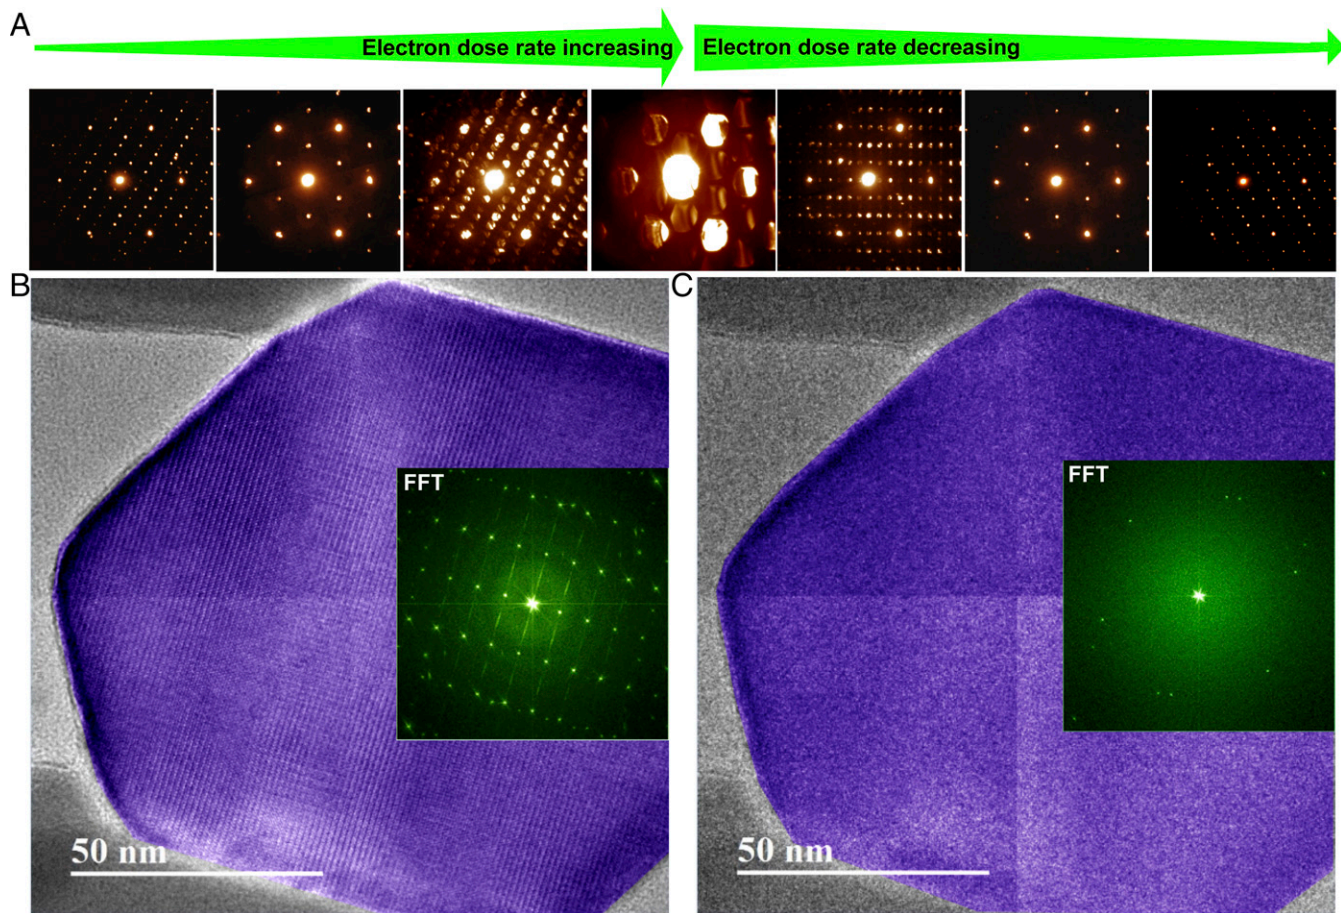 A
Electron dose rate increasing
Electron dose rate decreasing
B
C
FFT
FFT
50 nm
50 nm